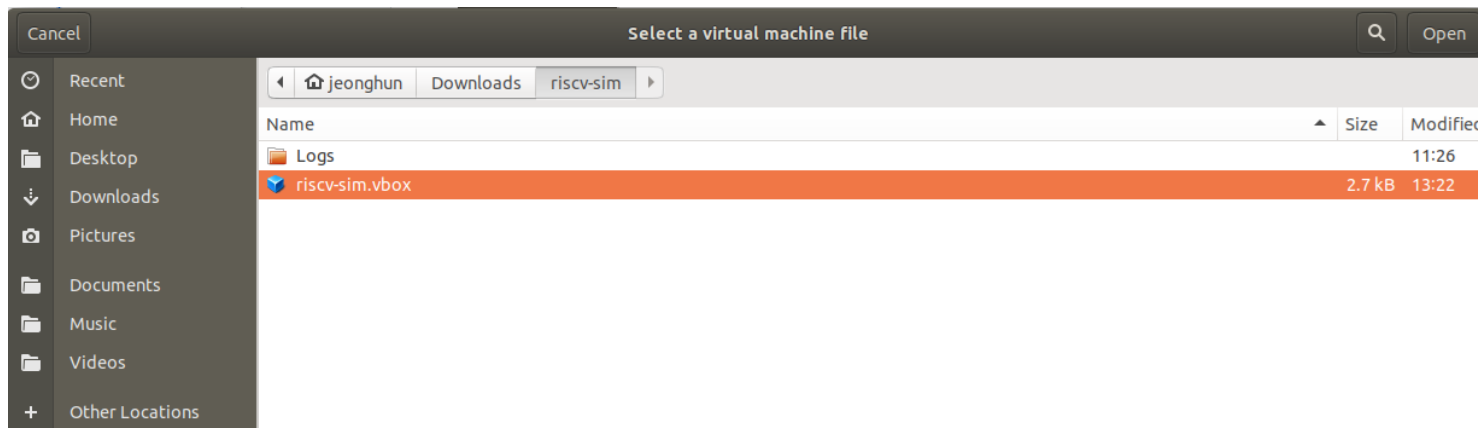 Cancel
Select a virtual machine file
Open
Recent
Home
Desktop
Downloads
Pictures
Documents
Music
Videos
Other Locations
jeonghun Downloads riscv-sim
Name Size Modified
Logs 11:26
riscv-sim.vbox 2.7 kB 13:22